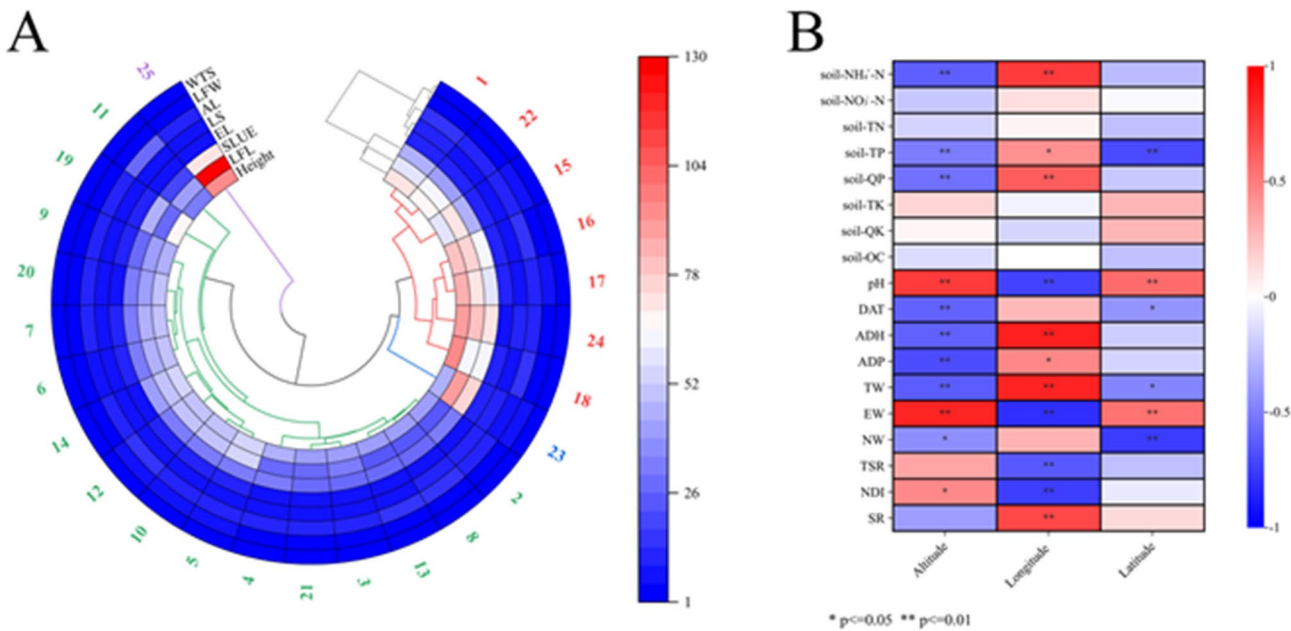 A
B
WTS
LFW
AL
LS
EL
SLUE
LFL
Height
1
22
15
16
17
24
18
23
2
8
13
3
21
4
5
10
12
14
6
7
20
9
19
11
25
130
104
78
52
26
1
soil-NH₄⁺-N **  **
soil-NO₃⁻-N
soil-TN
soil-TP ** * **
soil-QP ** **
soil-TK
soil-QK
soil-OC
pH ** ** **
DAT ** *
ADH ** **
ADP ** *
TW ** ** *
EW ** ** **
NW * **
TSR **
NDI * **
SR **
Altitude
Longitude
Latitude
1
0.5
0
-0.5
-1
* p<=0.05 ** p<=0.01